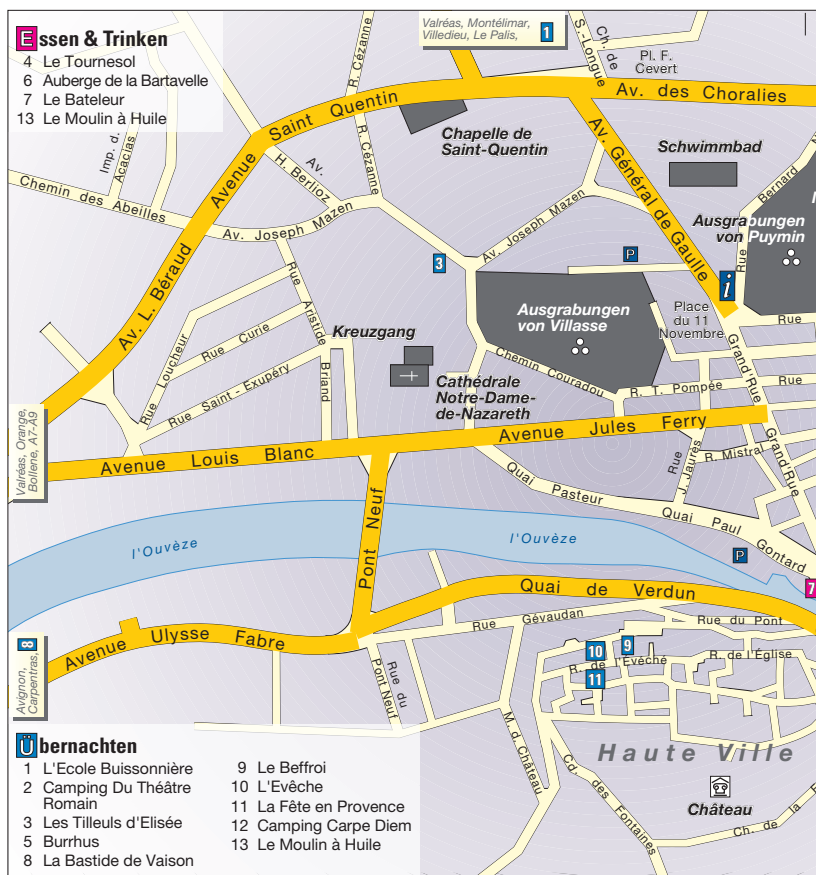 Essen & Trinken
4 Le Tournesol
6 Auberge de la Bartavelle
7 Le Bateleur
13 Le Moulin à Huile
Valréas, Montélimar,
Villedieu, Le Palis,
1
S.-Longue
Ch. de
Pl. F.
Cevert
R. Cézanne
R. Cézanne
Avenue Saint Quentin
Av. des Choralies
Av. Général de Gaulle
Chapelle de
Saint-Quentin
Schwimmbad
Imp. d.
Acacias
Av.
H. Berlioz
Chemin des Abeilles
Av. Joseph Mazen
Av. Joseph Mazen
Bernard
Rue
Ausgrabungen
von Puymin
3
P
i
Av. L. Béraud
Rue Aristide Briand
Ausgrabungen
von Villasse
Place
du 11
Novembre
Rue
Kreuzgang
Rue Loucheur
Rue Curie
Rue Saint-Exupéry
Cathédrale
Notre-Dame-
de-Nazareth
Chemin Couradou
Grand'Rue
R. T. Pompée
Rue
Avenue Jules Ferry
Avenue Louis Blanc
Valréas, Orange,
Bollene, A7-A9
Rue
J. Jaurès
R. Mistral
Grand'Rue
Quai Pasteur
Quai Paul Gontard
Pont Neuf
l'Ouvèze
l'Ouvèze
P
7
Quai de Verdun
Avenue Ulysse Fabre
Rue Gévaudan
Rue du Pont
8
Avignon,
Carpentras,
Rue du
Pont Neuf
10
9
R. de l'Evêché
R. de l'Église
11
M. d. Château
Cd. des Fontaines
Haute Ville
Château
Ch. de la F
Übernachten
1 L'Ecole Buissonnière
2 Camping Du Théâtre
Romain
3 Les Tilleuls d'Elisée
5 Burrhus
8 La Bastide de Vaison
9 Le Beffroi
10 L'Evêche
11 La Fête en Provence
12 Camping Carpe Diem
13 Le Moulin à Huile